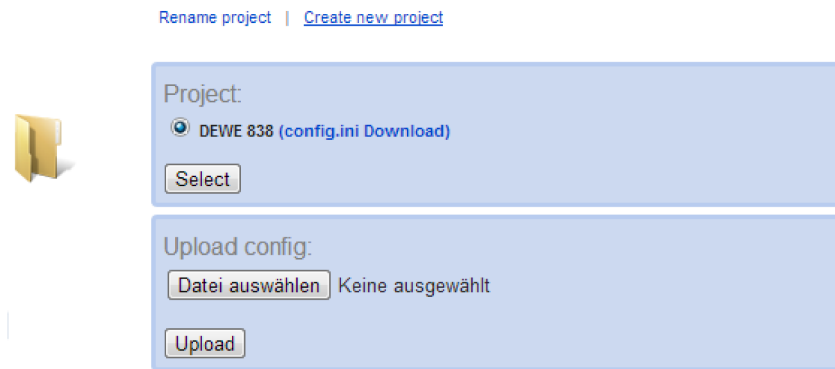 Rename project | Create new project
Project:
DEWE 838 (config.ini Download)
Select
Upload config:
Datei auswählen Keine ausgewählt
Upload